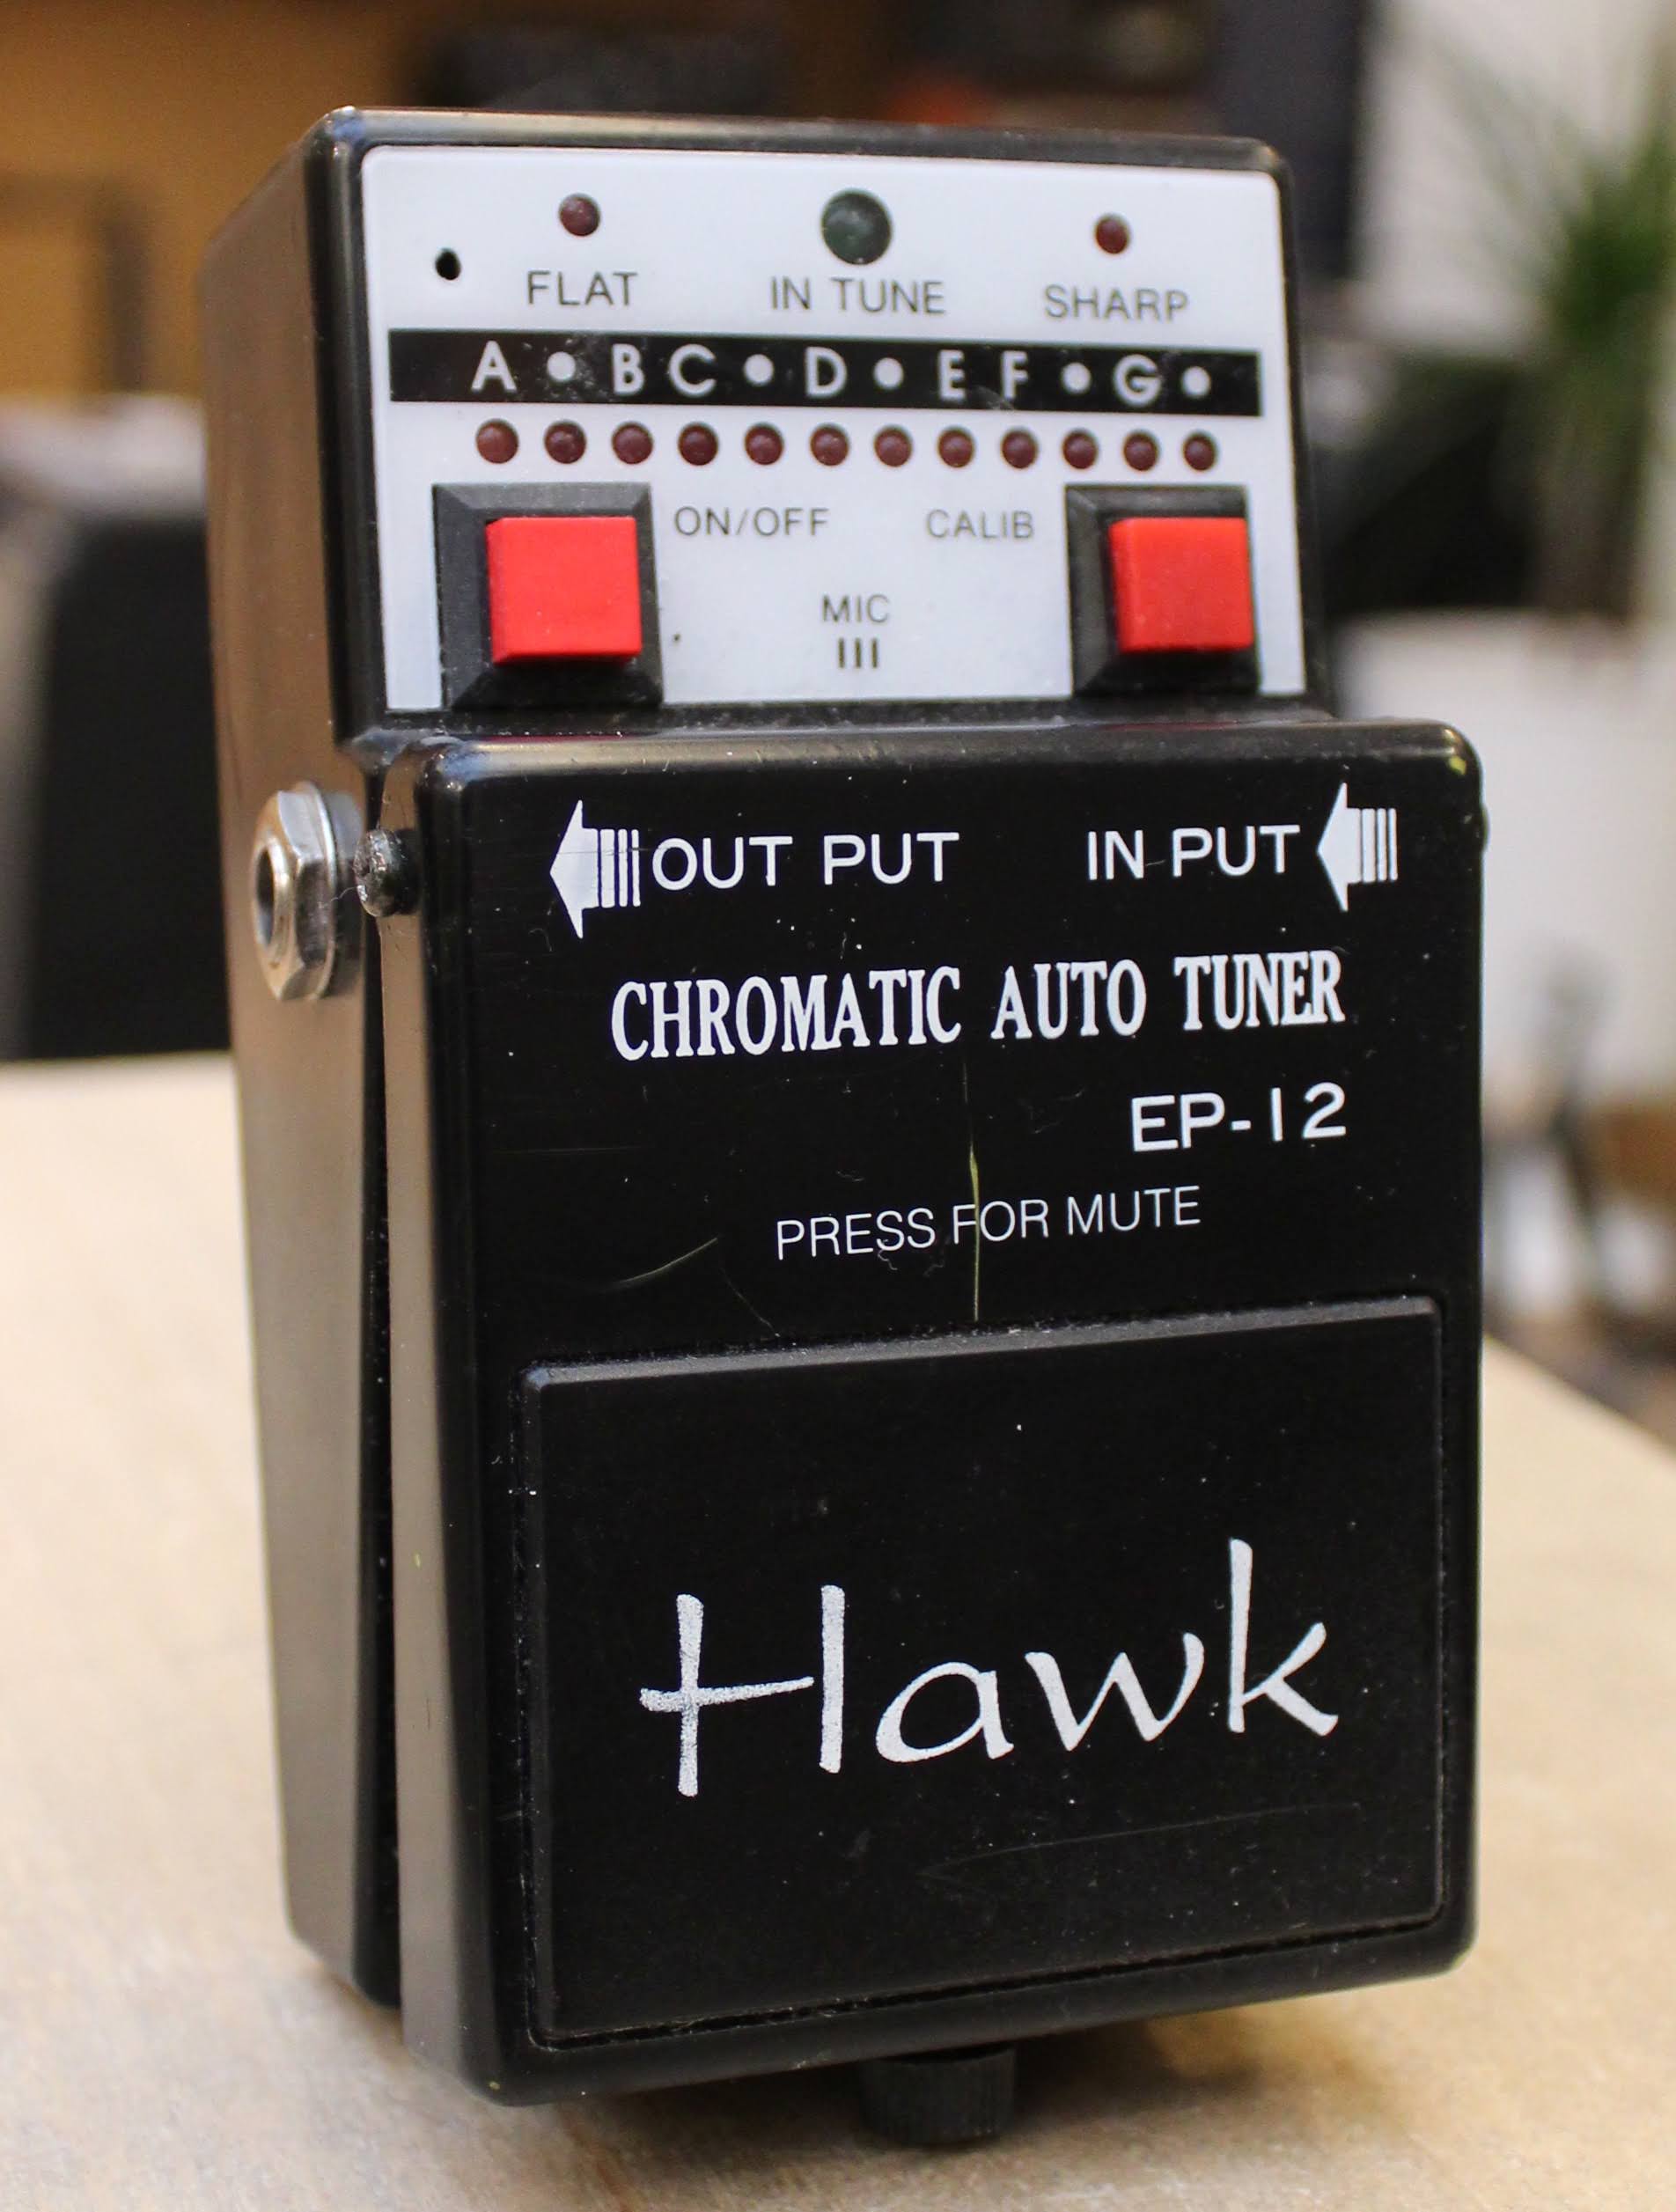 FLAT IN TUNE SHARP
A • B C • D • E F • G •
ON/OFF CALIB
MIC
OUT PUT IN PUT
CHROMATIC AUTO TUNER
EP-12
PRESS FOR MUTE
Hawk